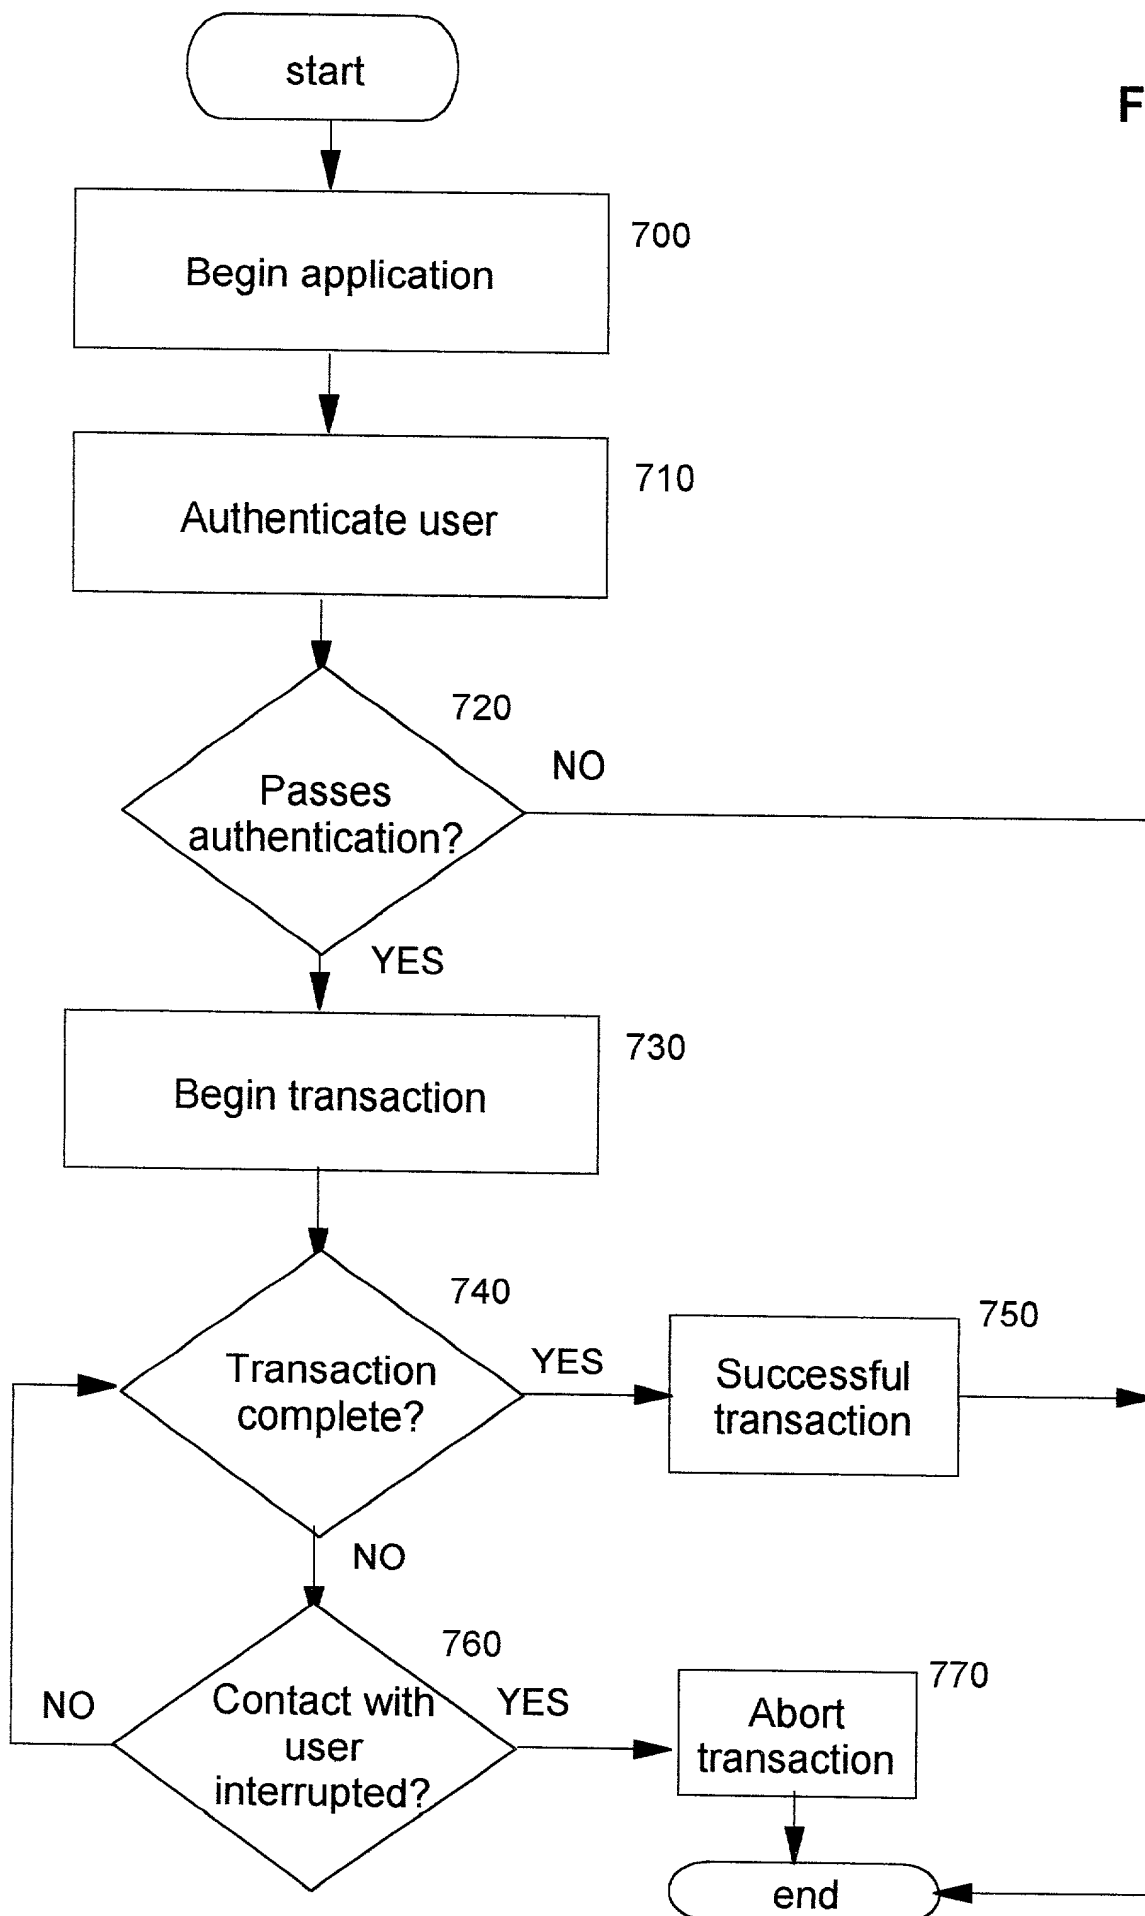 start
F
Begin application
700
Authenticate user
710
720
Passes
authentication?
NO
YES
Begin transaction
730
740
Transaction
complete?
YES
Successful
transaction
750
NO
760
Contact with
user
interrupted?
NO
YES
Abort
transaction
770
end